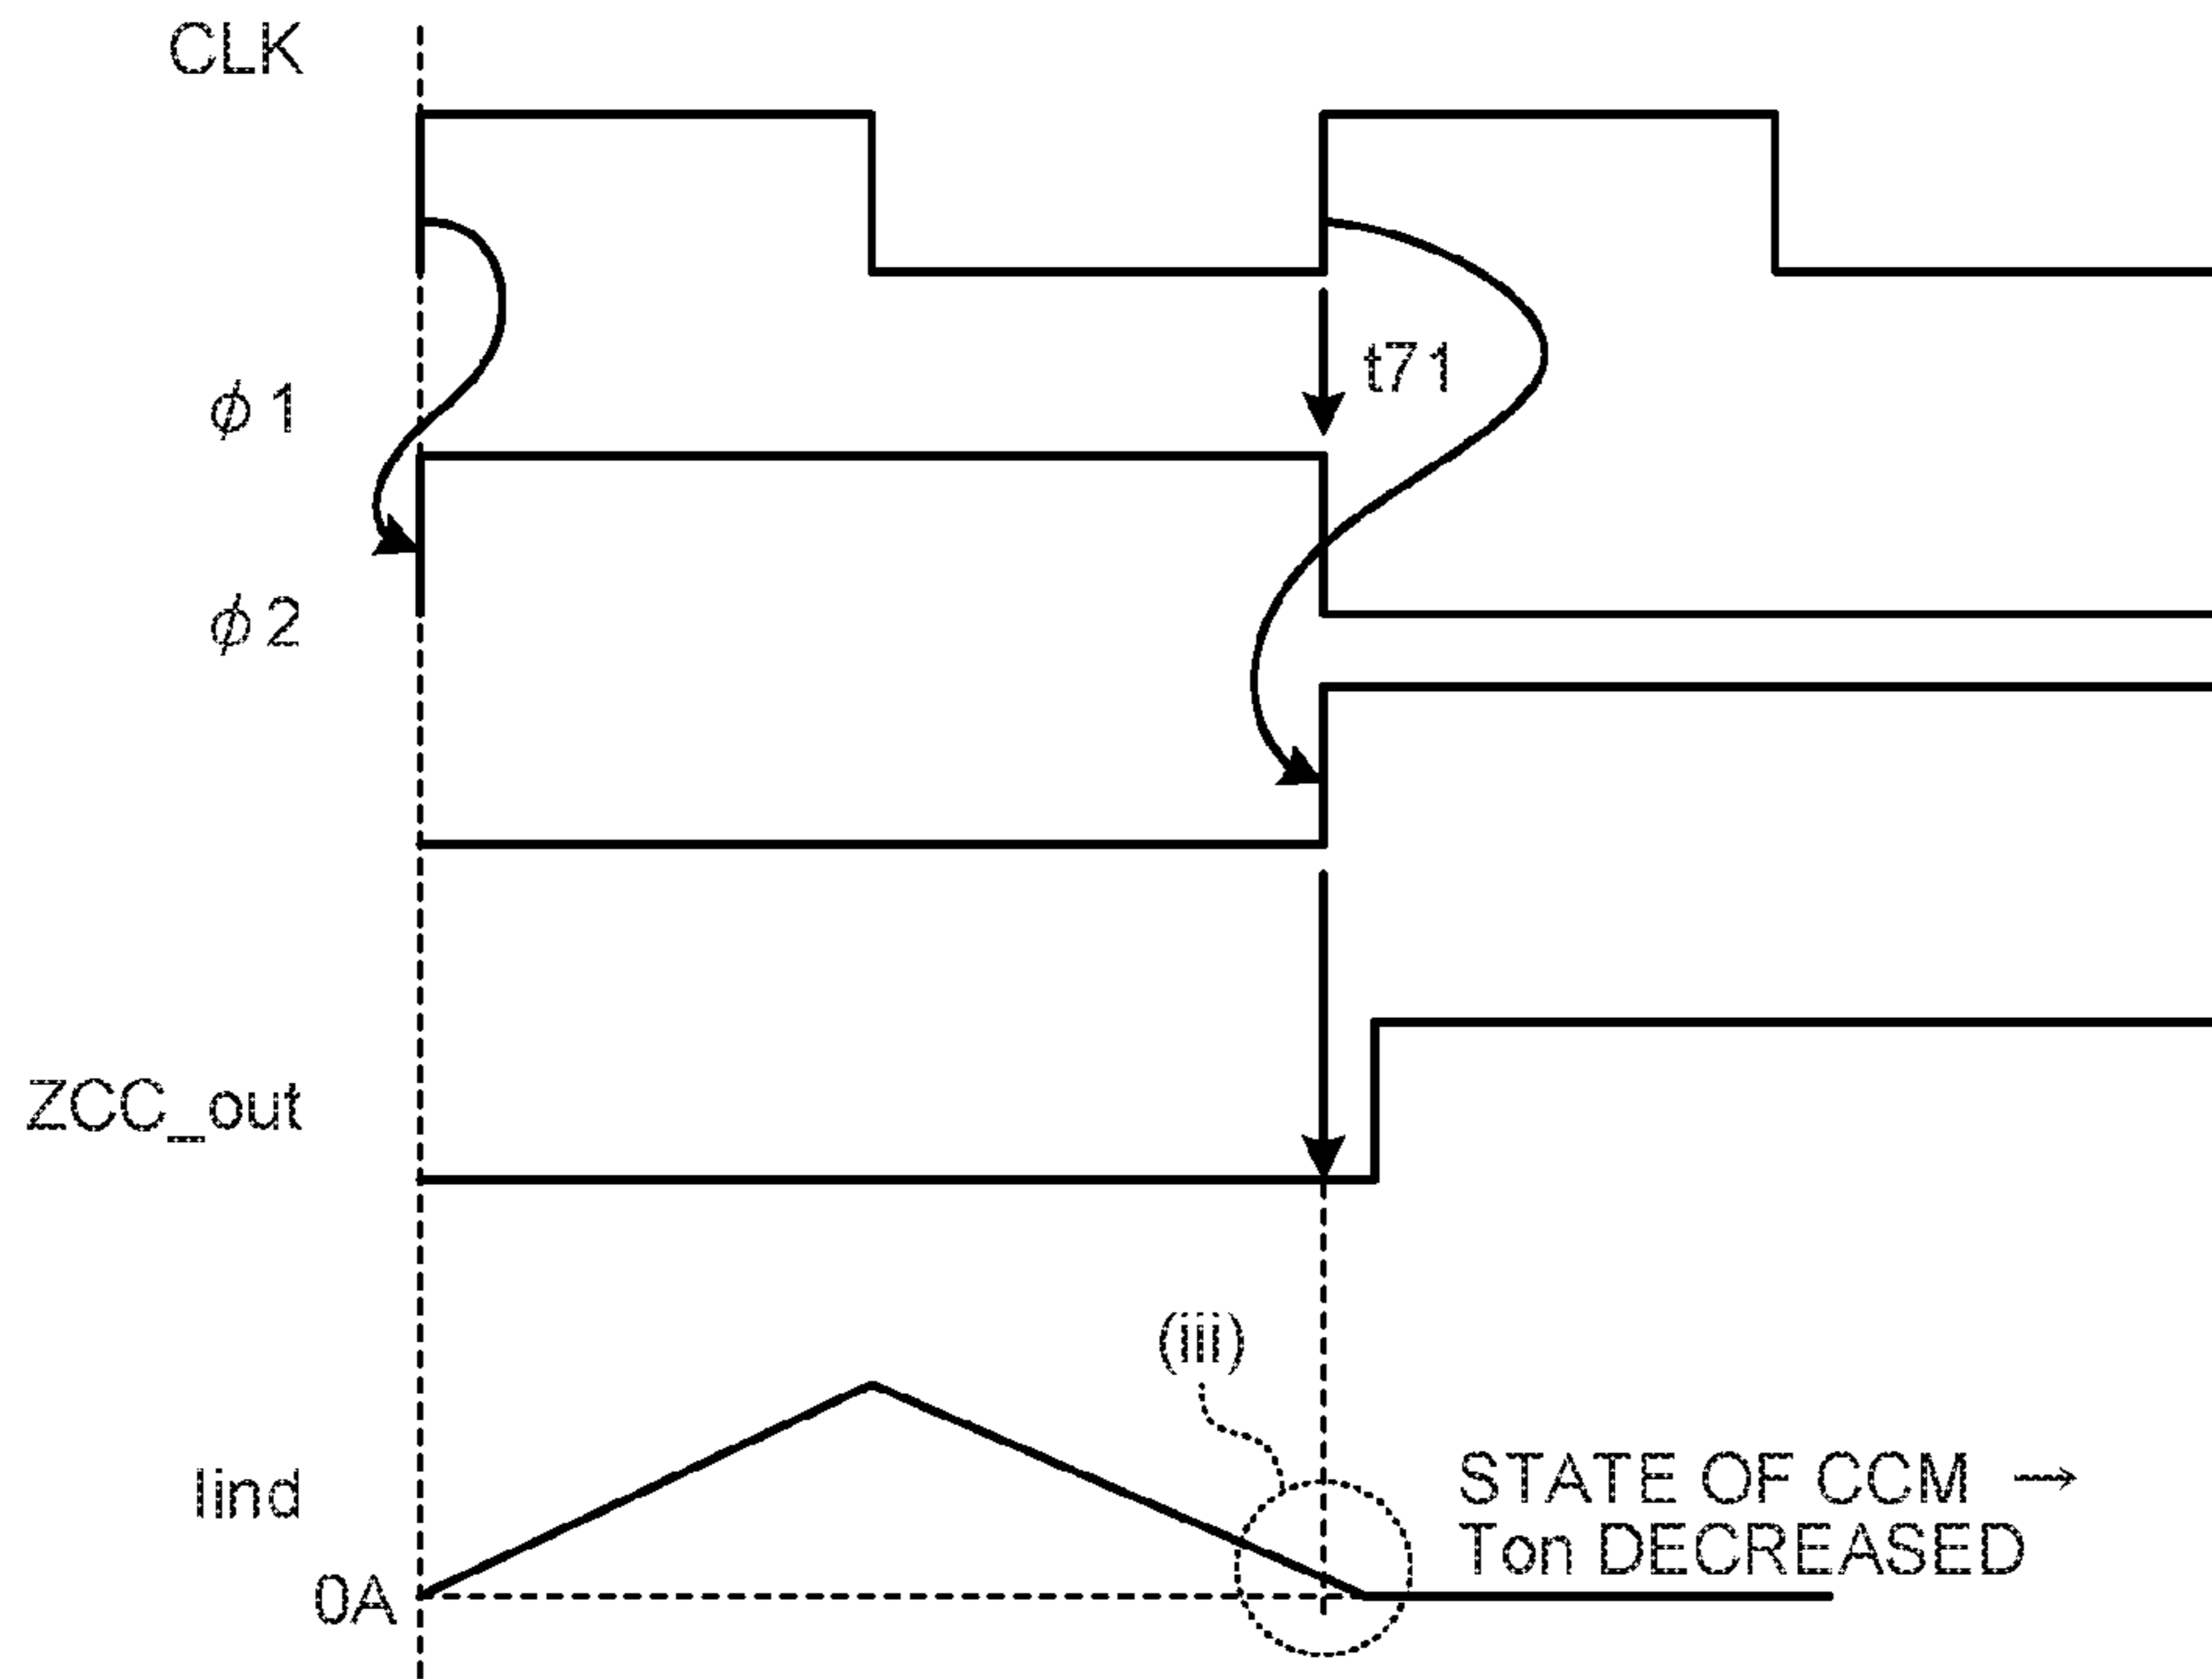 CLK
t71
ϕ1
ϕ2
ZCC_out
(iii)
Iind
STATE OF CCM →
Ton DECREASED
0A